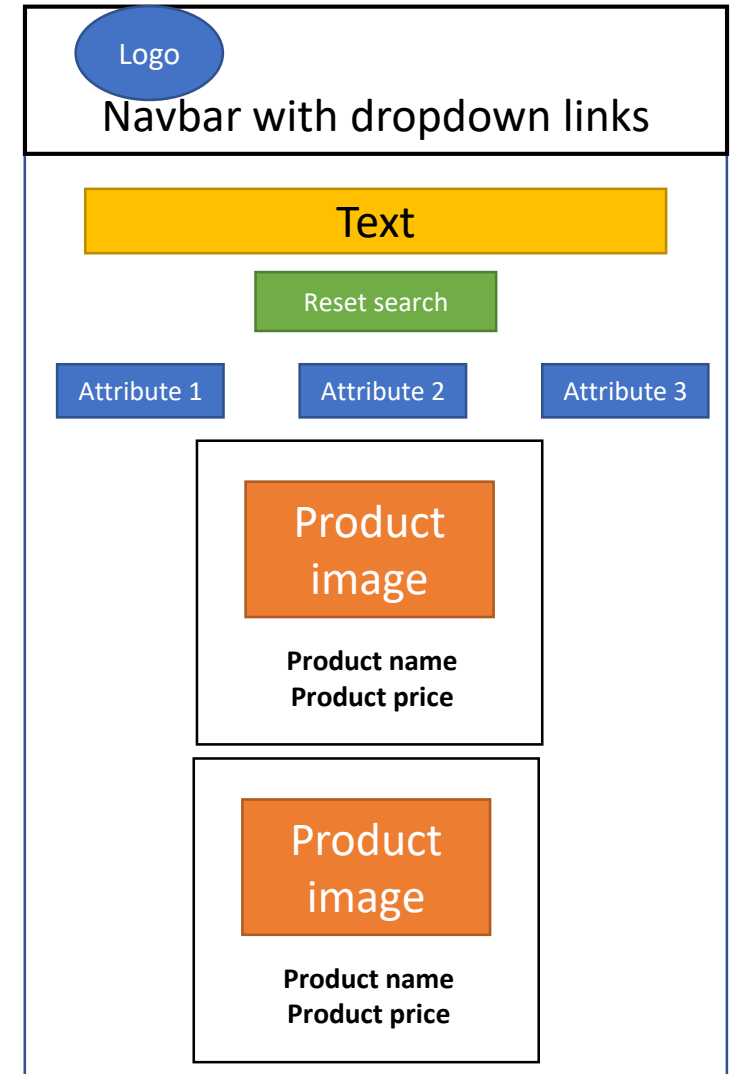 Logo
Navbar with dropdown links
Text
Reset search
Attribute 1
Attribute 2
Attribute 3
Product
image
Product name
Product price
Product
image
Product name
Product price